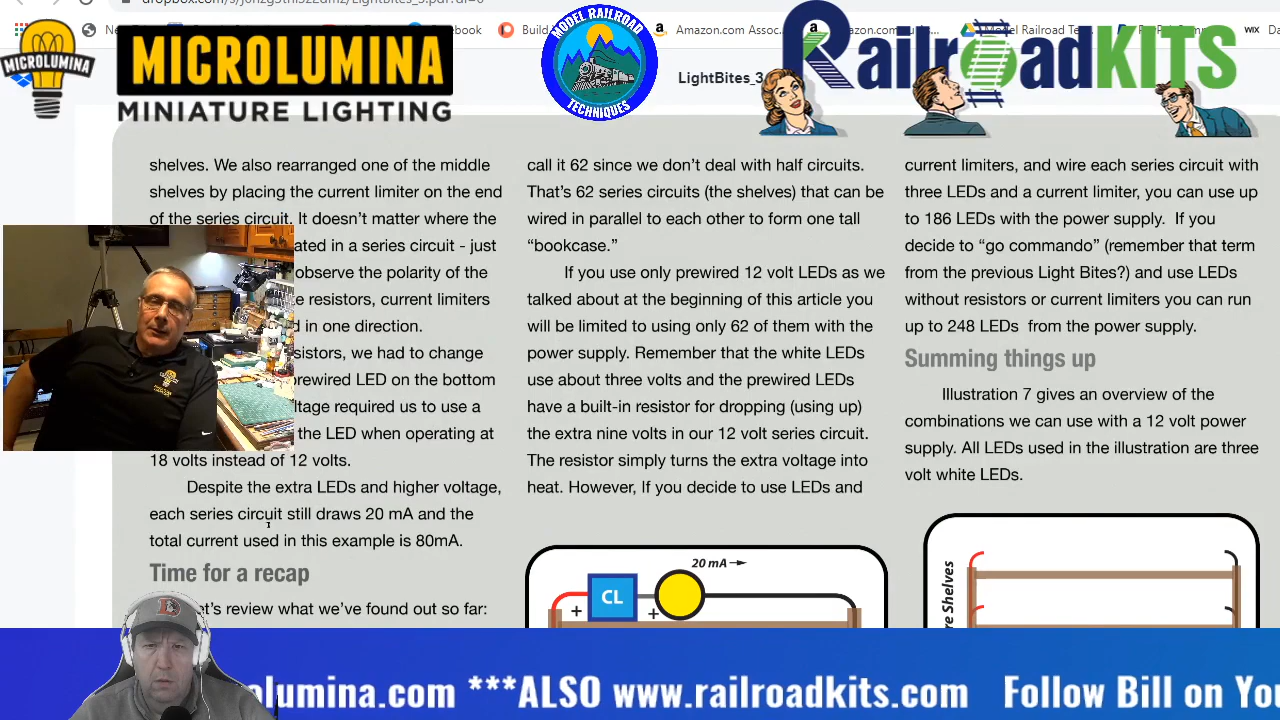 dropbox.com/s/
LightBites_3.pdf?dl=0
Ne
cebook
Build
Amazon.com Assoc...
Model Railroad Te
WIX
Da
MICROLUMINA
MICROLUMINA
MINIATURE LIGHTING
MODEL RAILROAD
TECHNIQUES
LightBites_3
RailroadKITS
shelves. We also rearranged one of the middle
shelves by placing the current limiter on the end
of the series circuit. It doesn't matter where the
ated in a series circuit - just
observe the polarity of the
e resistors, current limiters
d in one direction.
sistors, we had to change
prewired LED on the bottom
ltage required us to use a
the LED when operating at
18 volts instead of 12 volts.
Despite the extra LEDs and higher voltage,
each series circuit still draws 20 mA and the
total current used in this example is 80mA.
Time for a recap
et's review what we've found out so far:
call it 62 since we don't deal with half circuits.
That's 62 series circuits (the shelves) that can be
wired in parallel to each other to form one tall
"bookcase."
If you use only prewired 12 volt LEDs as we
talked about at the beginning of this article you
will be limited to using only 62 of them with the
power supply. Remember that the white LEDs
use about three volts and the prewired LEDs
have a built-in resistor for dropping (using up)
the extra nine volts in our 12 volt series circuit.
The resistor simply turns the extra voltage into
heat. However, If you decide to use LEDs and
20 mA
CL
+
+
current limiters, and wire each series circuit with
three LEDs and a current limiter, you can use up
to 186 LEDs with the power supply. If you
decide to "go commando" (remember that term
from the previous Light Bites?) and use LEDs
without resistors or current limiters you can run
up to 248 LEDs from the power supply.
Summing things up
Illustration 7 gives an overview of the
combinations we can use with a 12 volt power
supply. All LEDs used in the illustration are three
volt white LEDs.
re Shelves
olumina.com ***ALSO www.railroadkits.com Follow Bill on You